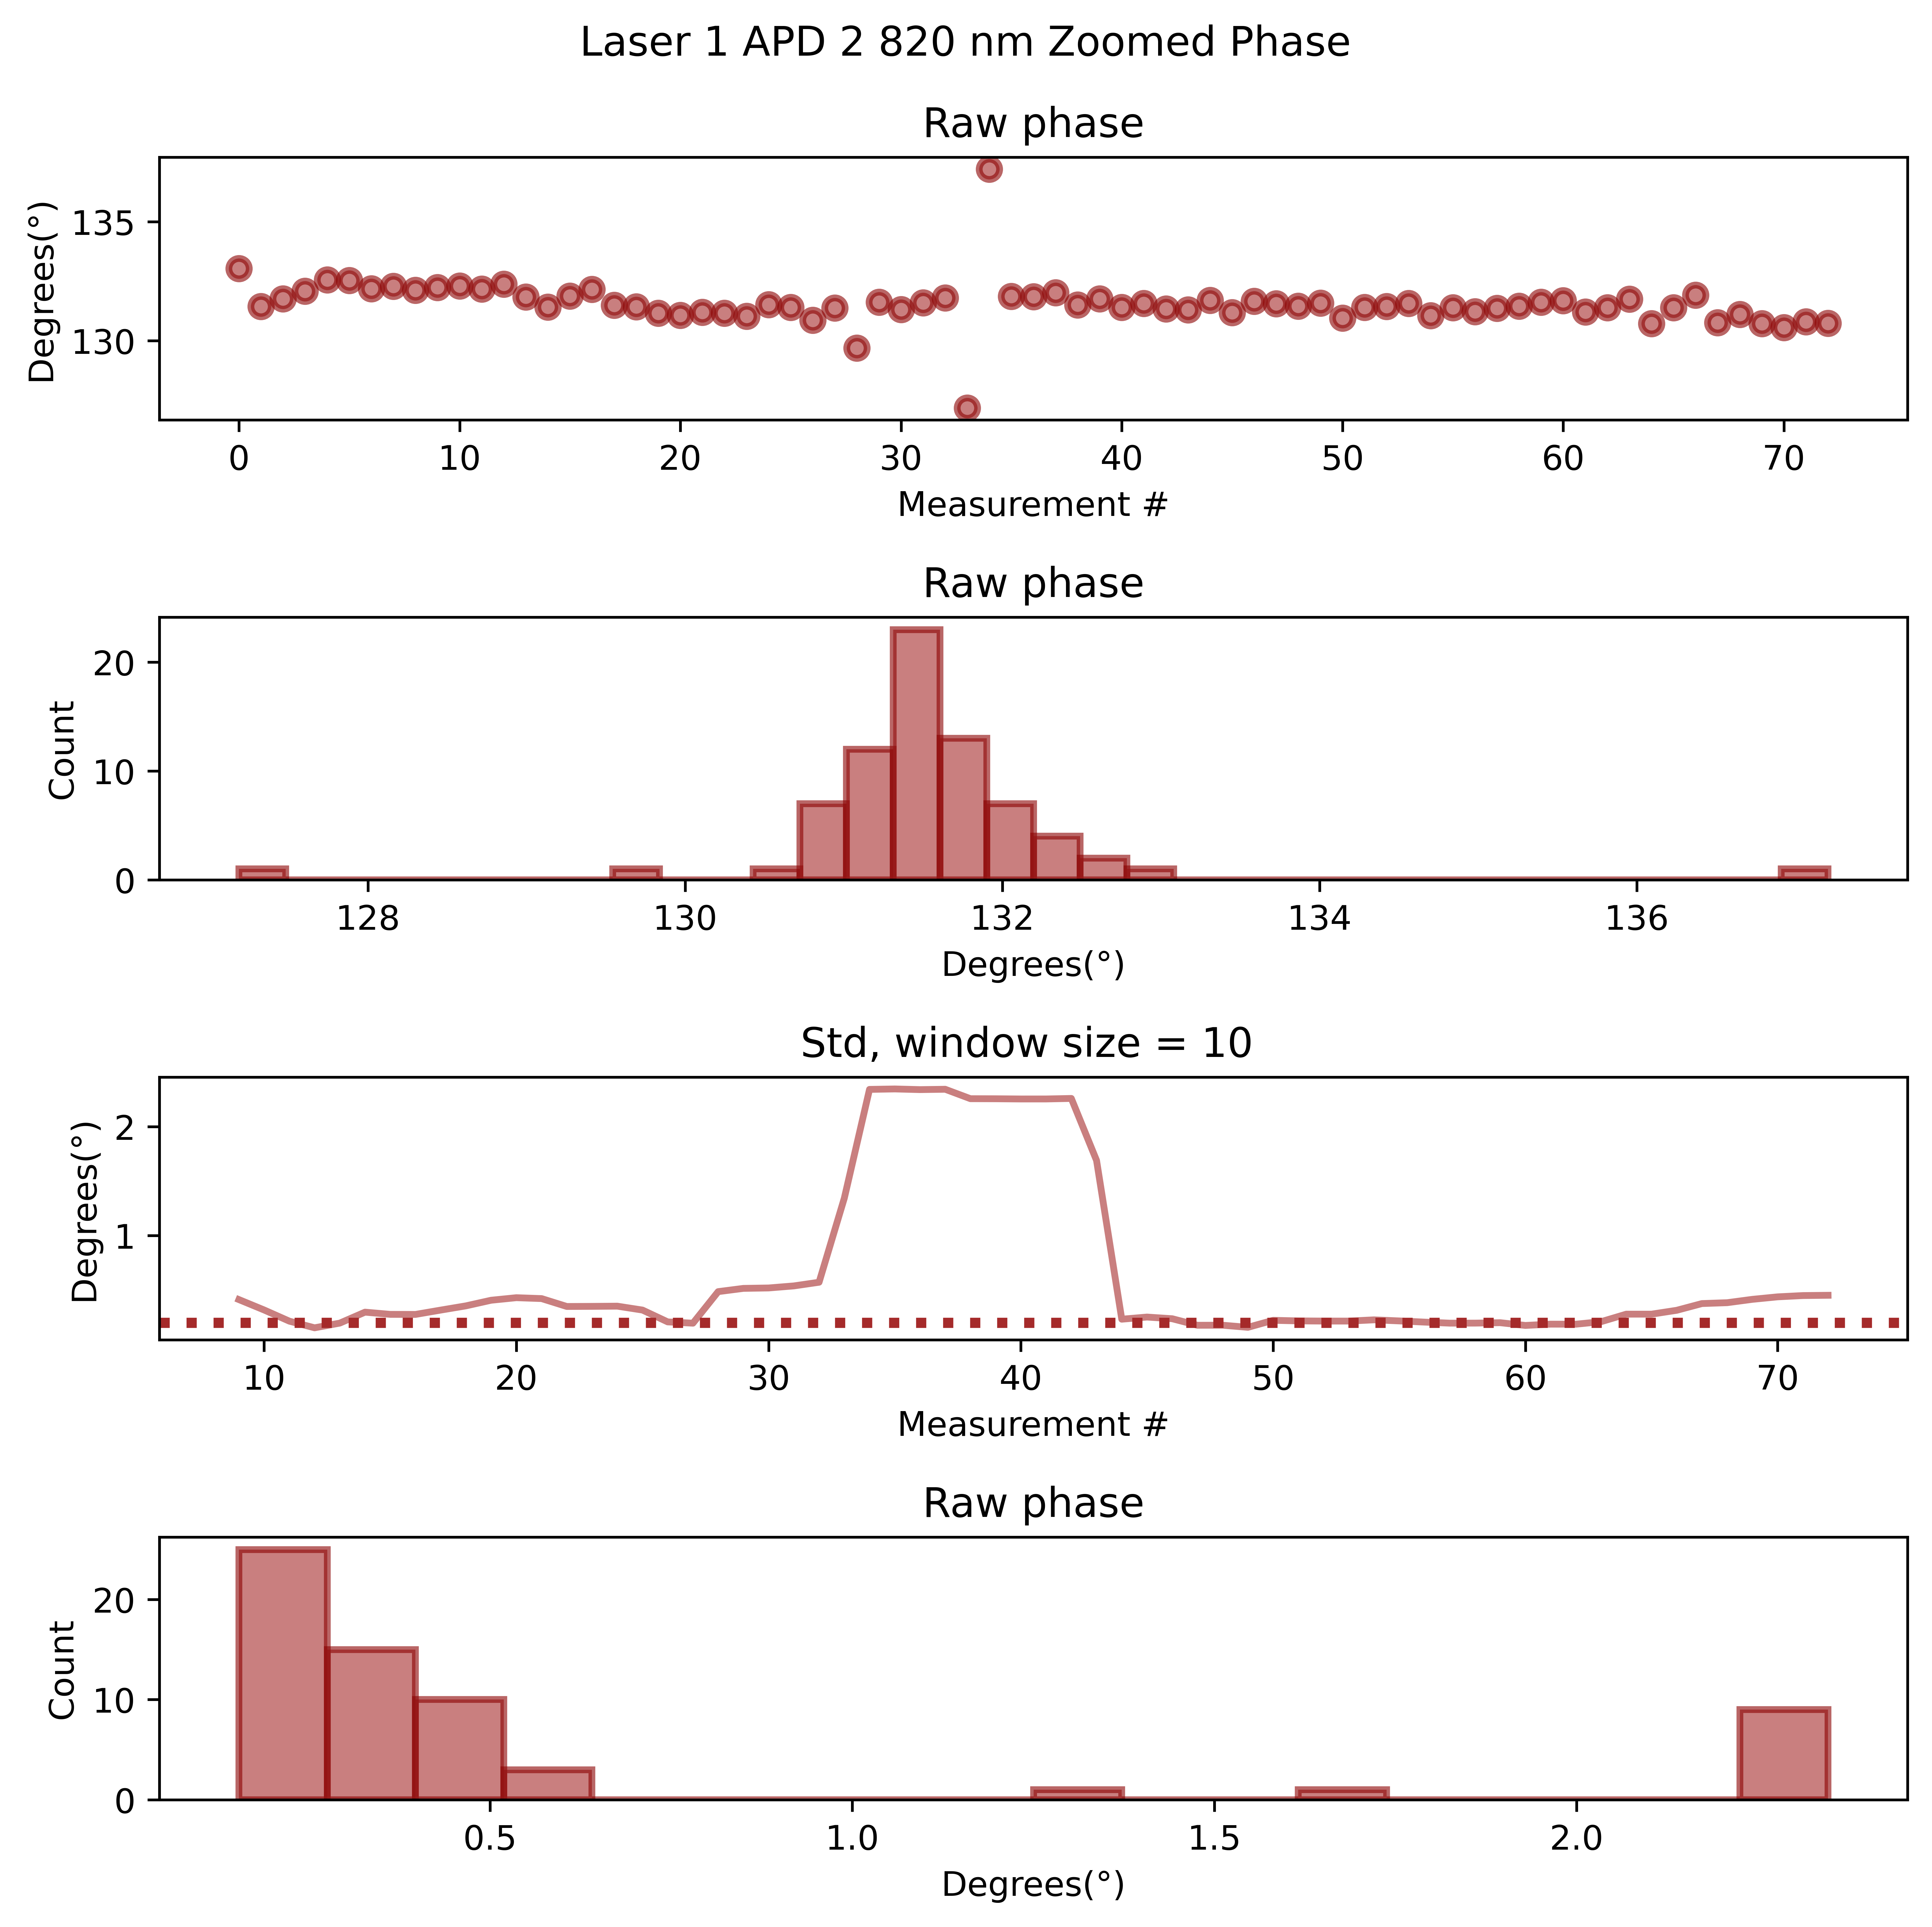 Laser 1 APD 2 820 nm Zoomed Phase
Raw phase
Degrees(°)
135
130
0 10 20 30 40 50 60 70
Measurement #
Raw phase
Count
20
10
0
128 130 132 134 136
Degrees(°)
Std, window size = 10
Degrees(°)
2
1
10 20 30 40 50 60 70
Measurement #
Raw phase
Count
20
10
0
0.5 1.0 1.5 2.0
Degrees(°)